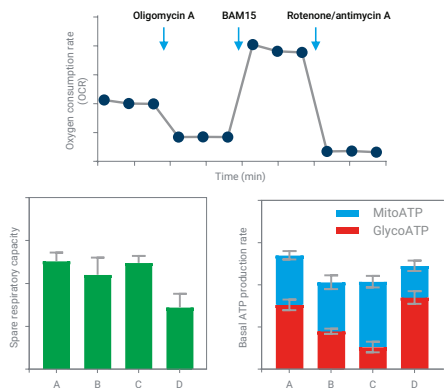 Oligomycin A BAM15 Rotenone/antimycin A
Oxygen consumption rate
(OCR)
Time (min)
Spare respiratory capacity
A B C D
Basal ATP production rate
MitoATP
GlycoATP
A B C D